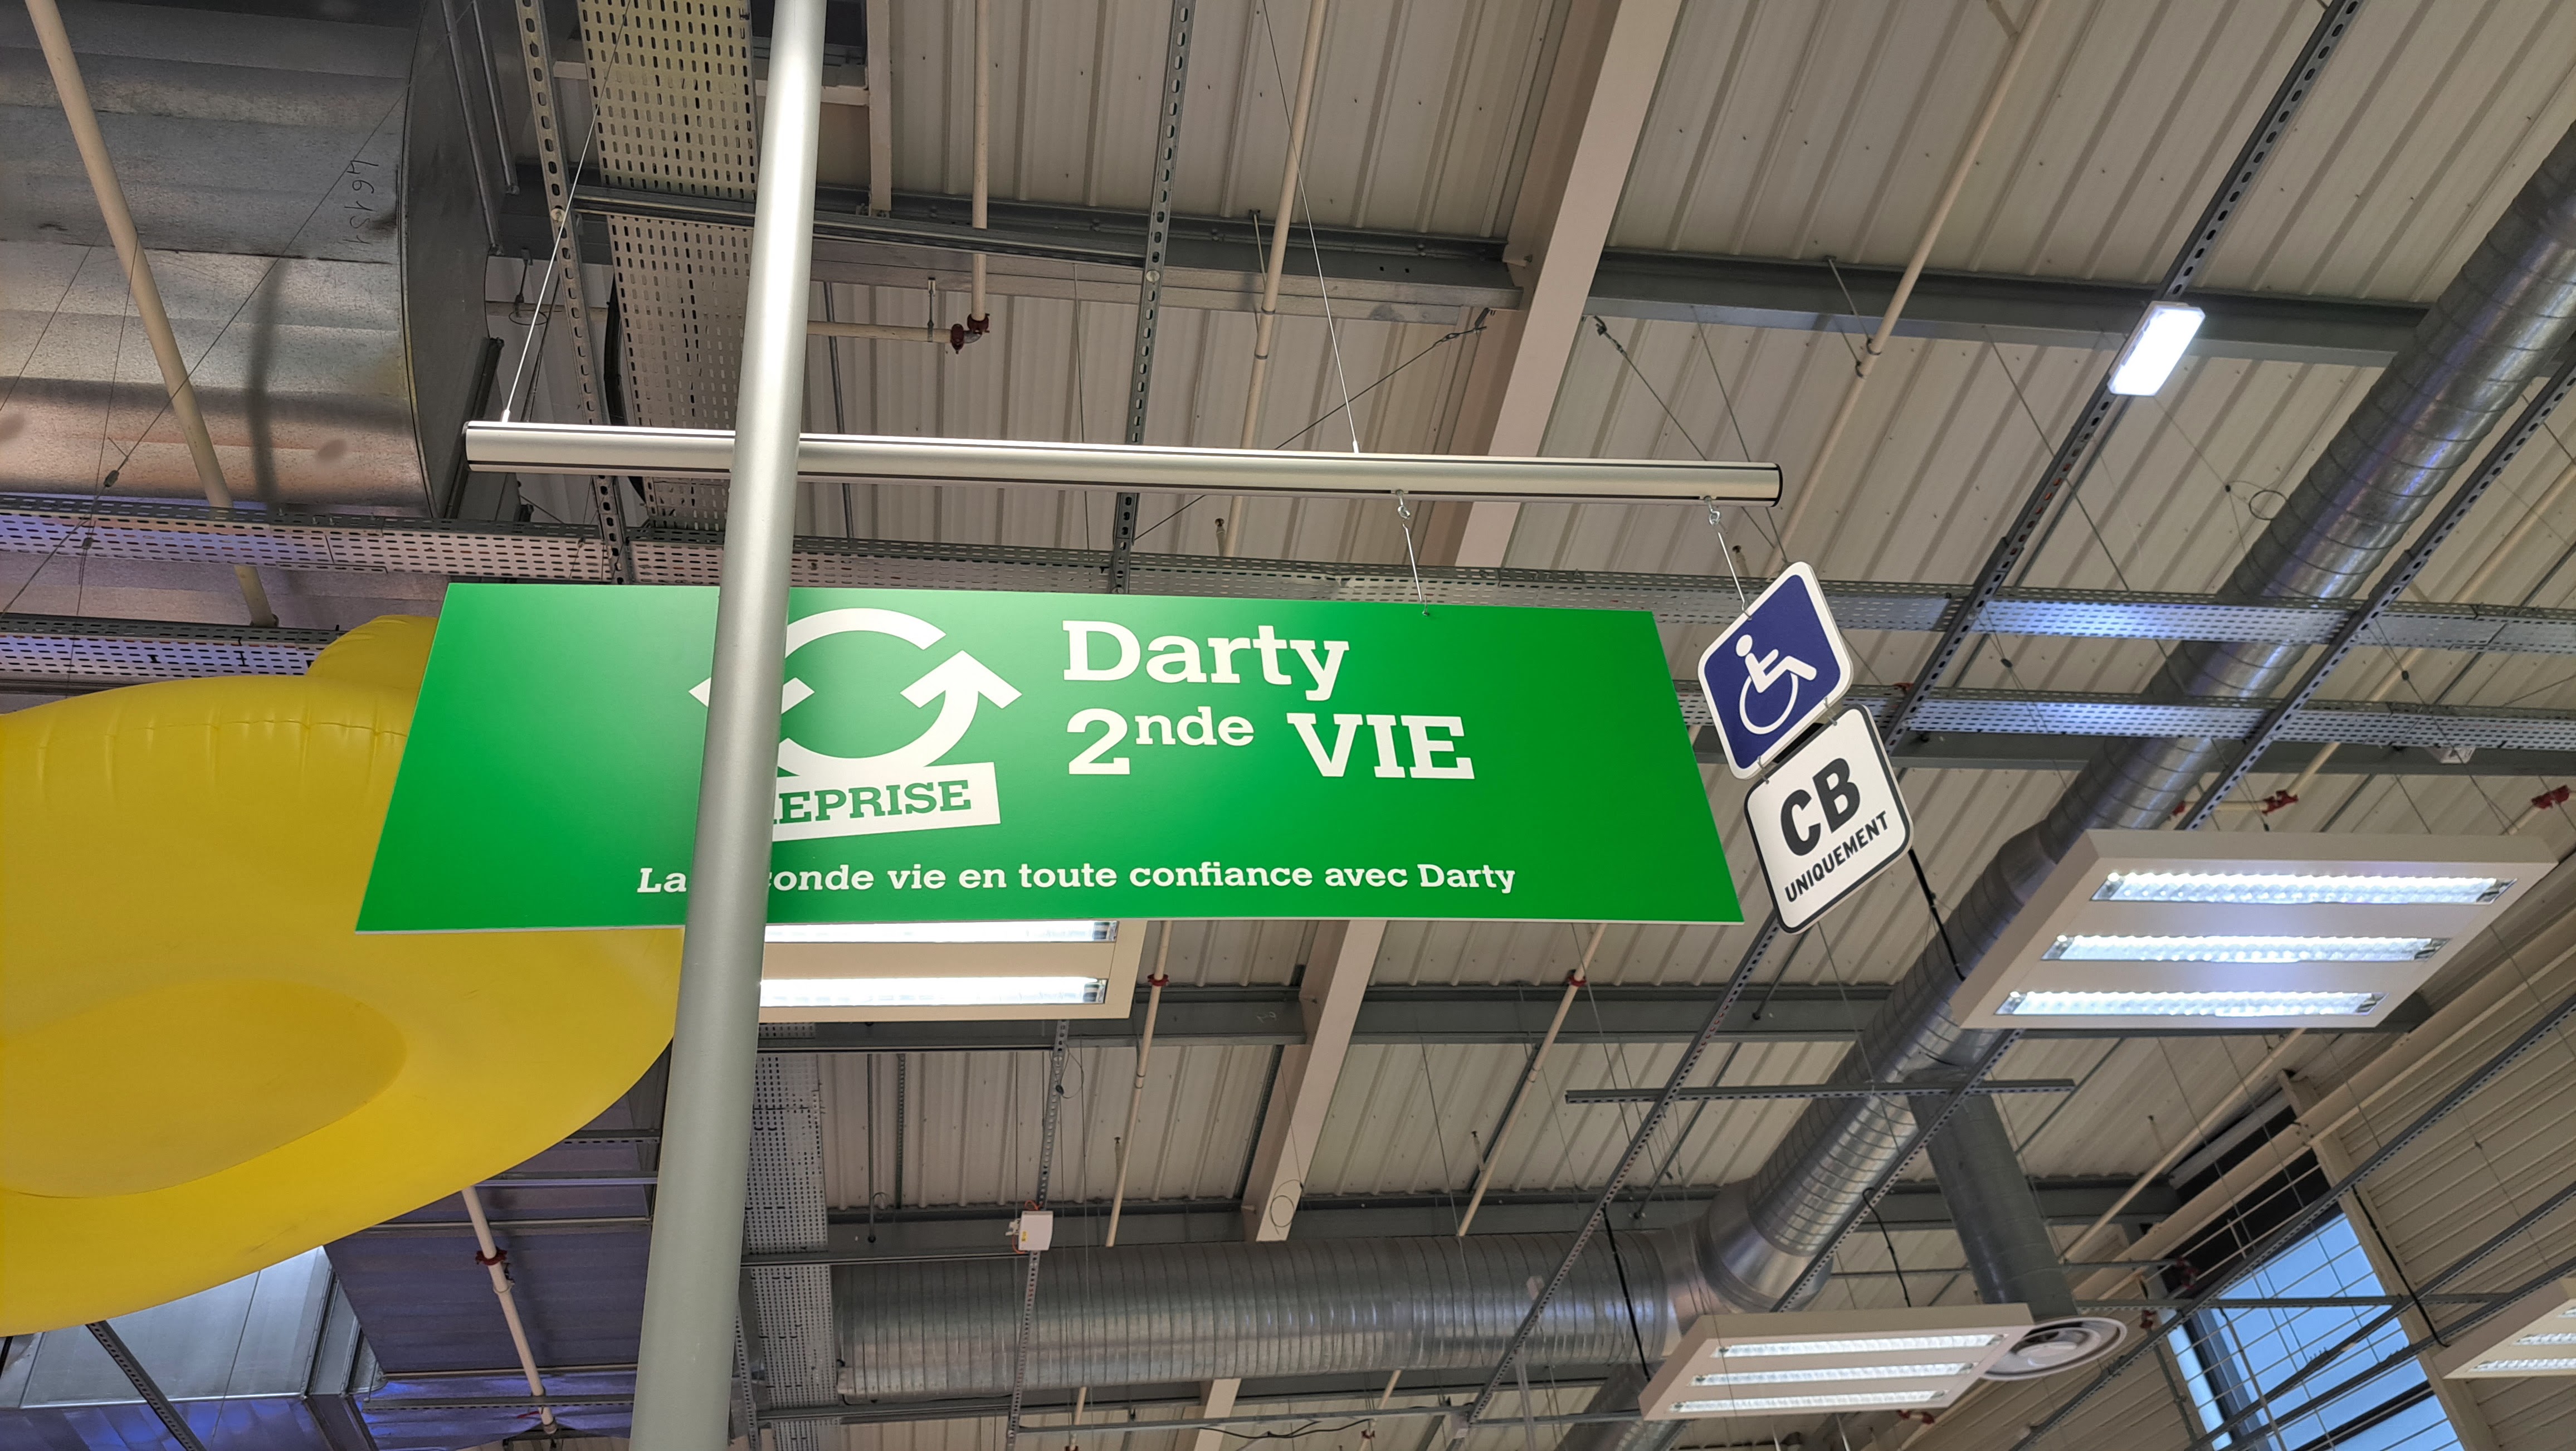 Darty
2nde VIE
EPRISE
La onde vie en toute confiance avec Darty
CB
UNIQUEMENT